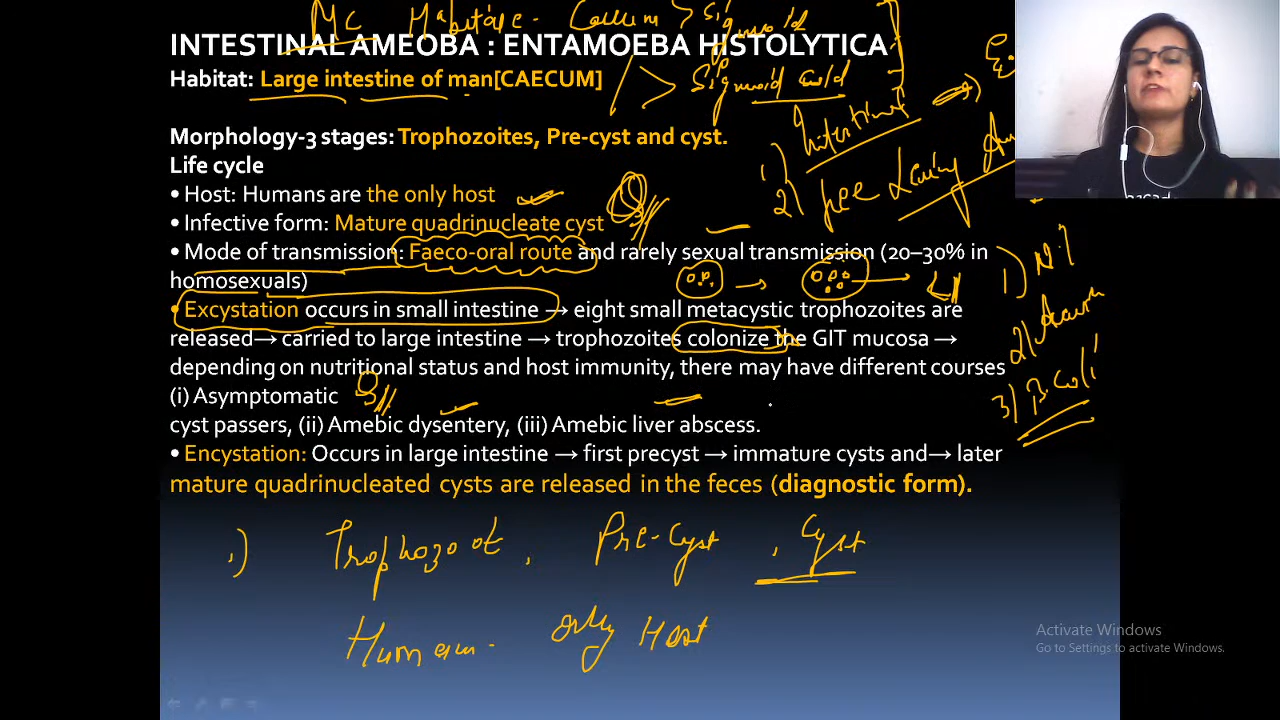 MC Habitate - Caecum > Sigmoid
INTESTINAL AMEOBA : ENTAMOEBA HISTOLYTICA
Habitat: Large intestine of man[CAECUM]
> Sigmoid cold
1) Intestinal
2) free Living
Morphology-3 stages: Trophozoites, Pre-cyst and cyst.
Life cycle
• Host: Humans are the only host
• Infective form: Mature quadrinucleate cyst
• Mode of transmission: Faeco-oral route and rarely sexual transmission (20–30% in
homosexuals)
• Excystation occurs in small intestine → eight small metacystic trophozoites are
released→ carried to large intestine → trophozoites colonize the GIT mucosa →
depending on nutritional status and host immunity, there may have different courses
(i) Asymptomatic
cyst passers, (ii) Amebic dysentery, (iii) Amebic liver abscess.
• Encystation: Occurs in large intestine → first precyst → immature cysts and→ later
mature quadrinucleated cysts are released in the feces (diagnostic form).
1)
2)
3) B.coli
1) Trophozoit, Pre-Cyst, Cyst
Human - only Host
Activate Windows
Go to Settings to activate Windows.